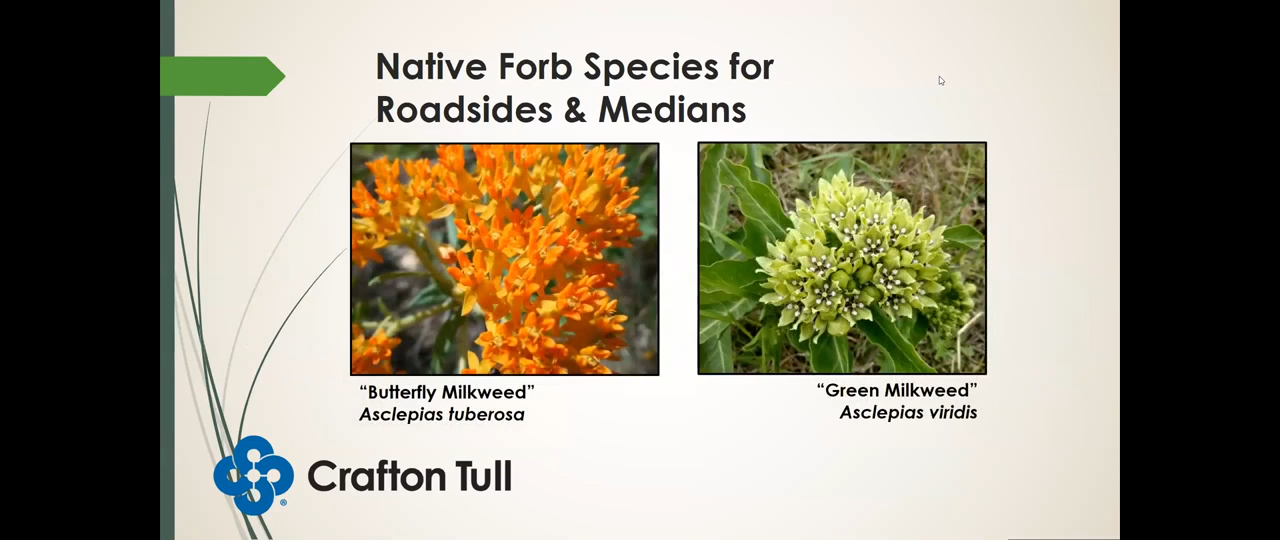 Native Forb Species for
Roadsides & Medians
“Butterfly Milkweed”
Asclepias tuberosa
“Green Milkweed”
Asclepias viridis
Crafton Tull
®